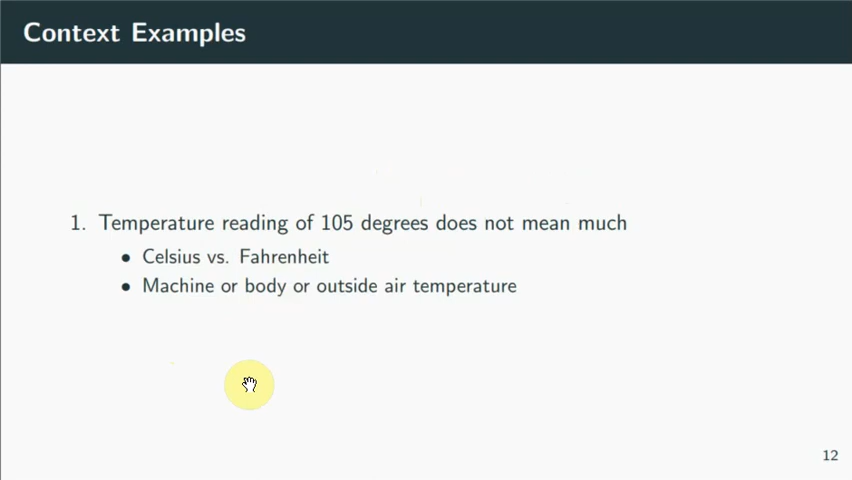 Context Examples
1. Temperature reading of 105 degrees does not mean much
• Celsius vs. Fahrenheit
• Machine or body or outside air temperature
12